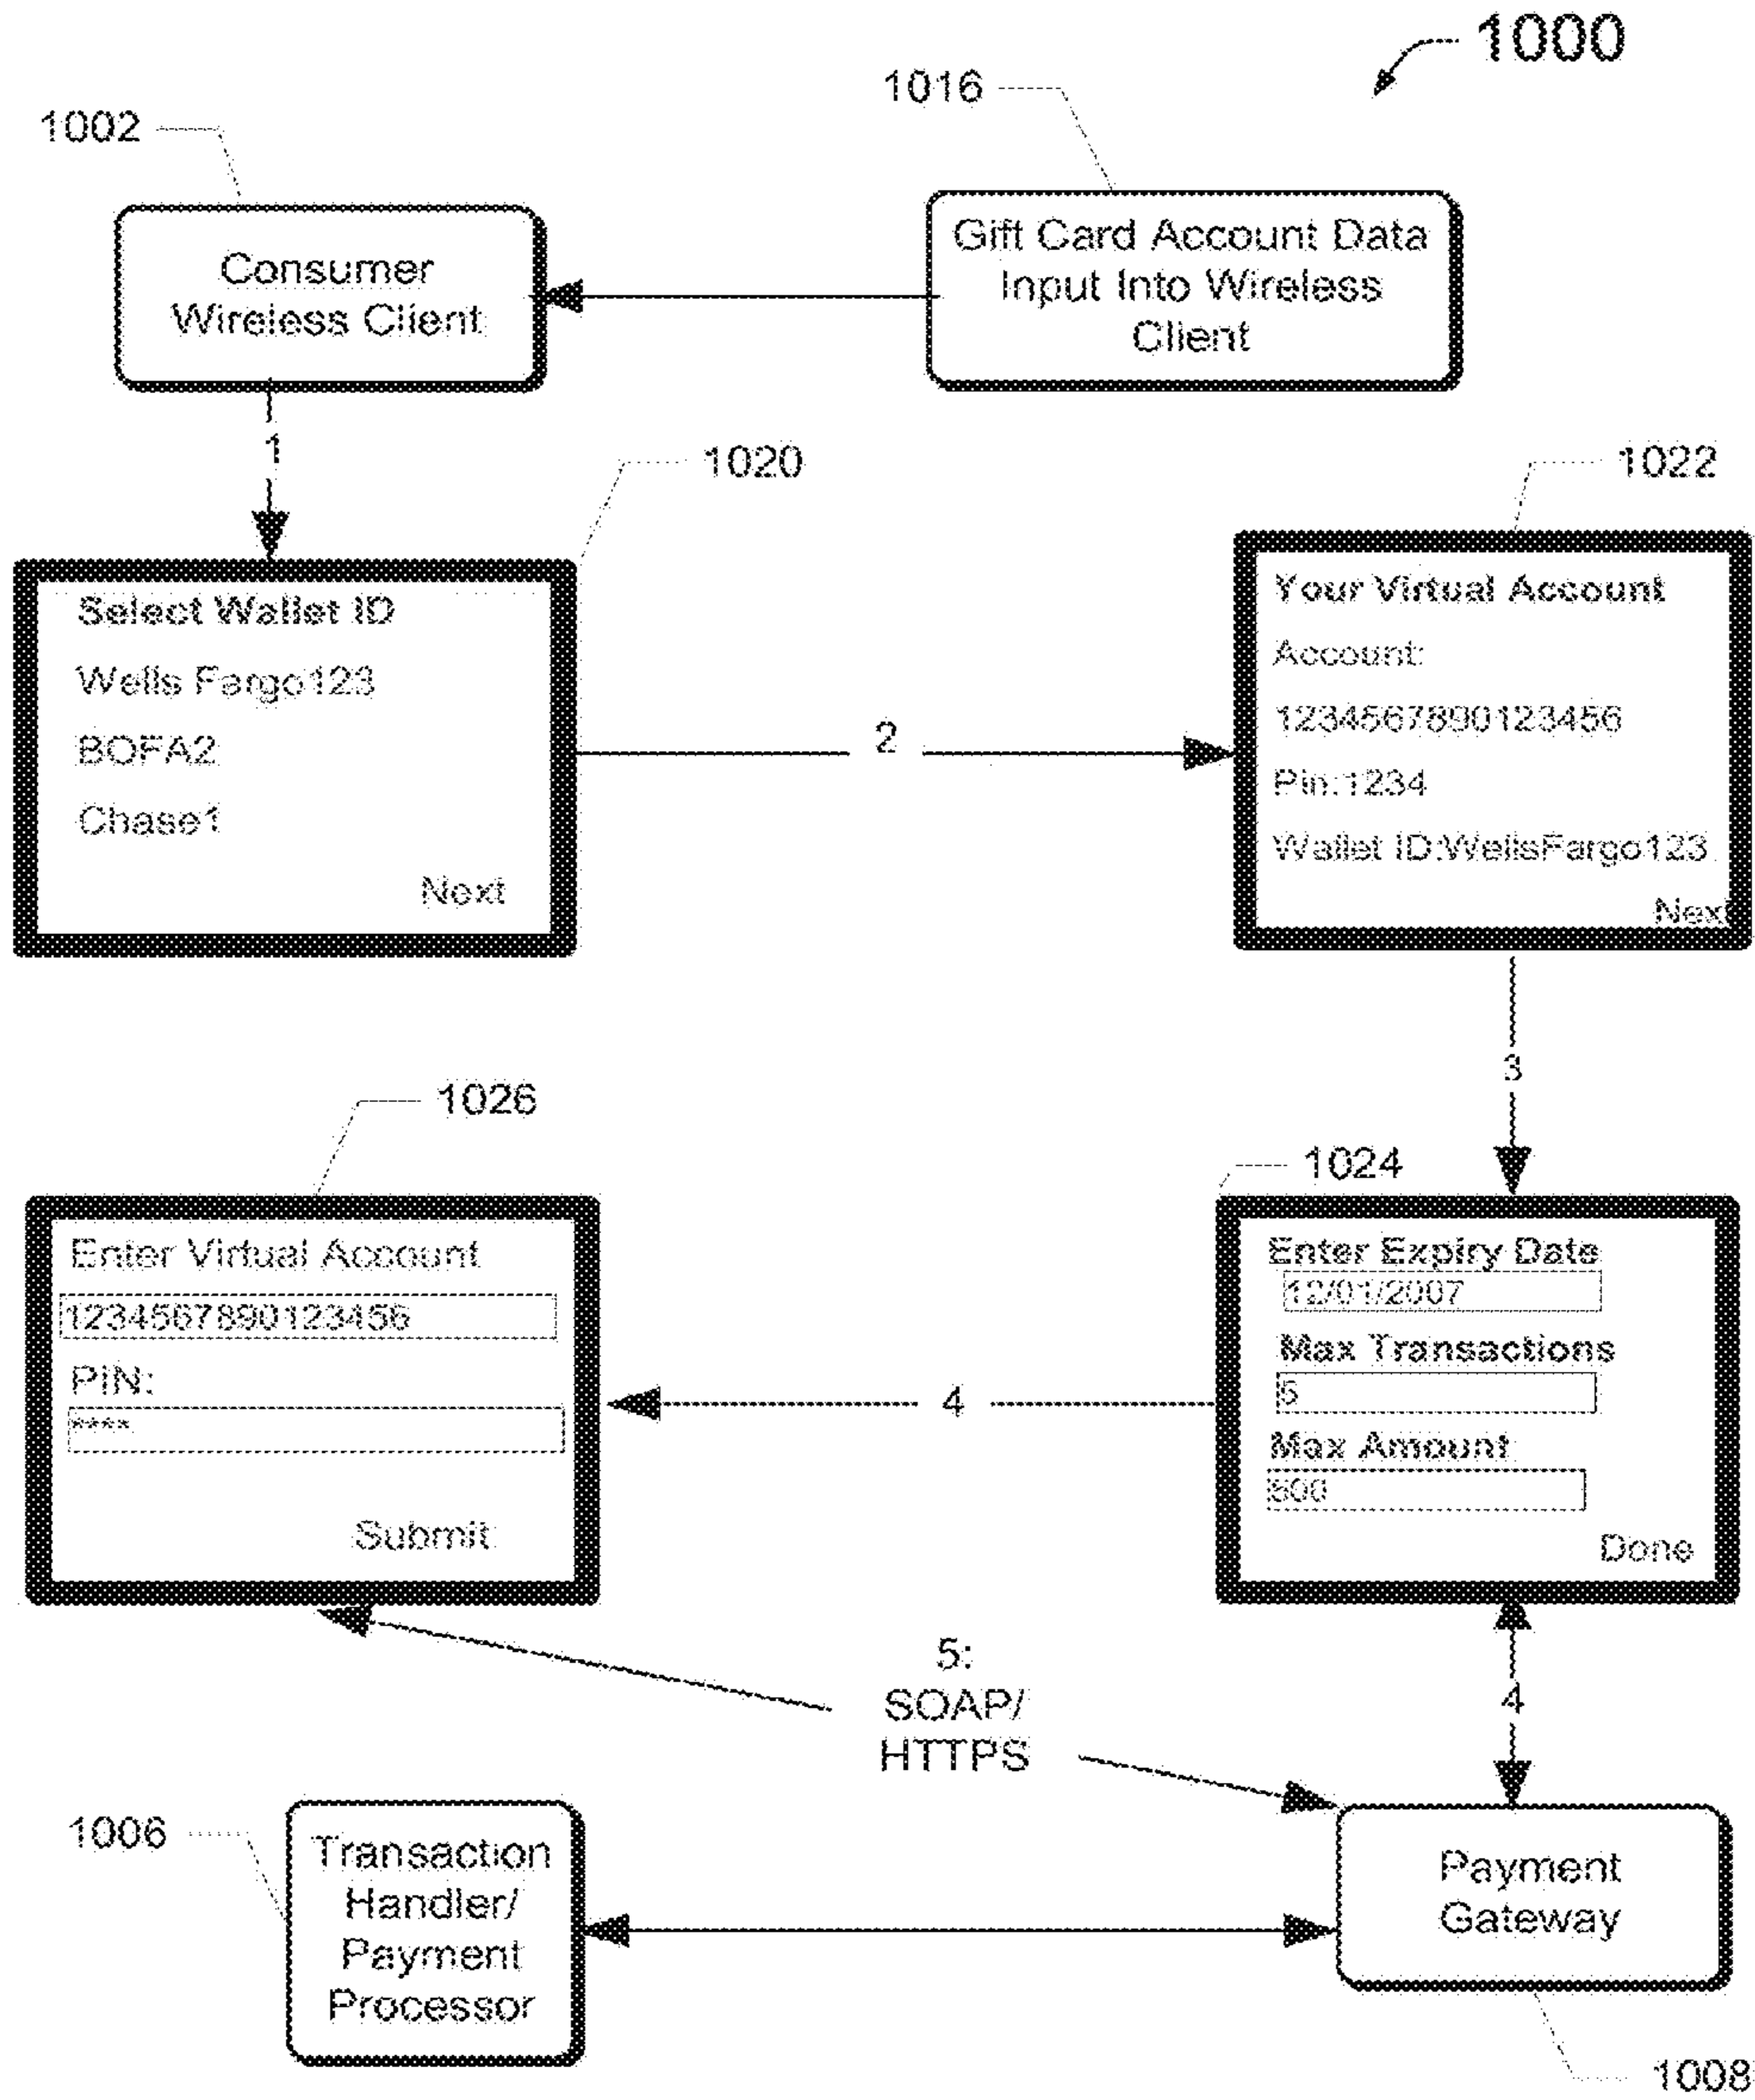 1000
1016
1002
Gift Card Account Data
Input Into Wireless
Client
Consumer
Wireless Client
1
1020
1022
Select Wallet ID
Wells Fargo123
BOFA2
Chase1
Next
2
Your Virtual Account
Account:
1234567890123456
Pin:1234
Wallet ID:WellsFargo123
Next
3
1026
1024
Enter Virtual Account
1234567890123456
PIN:
****
Submit
4
Enter Expiry Date
12/01/2007
Max Transactions
5
Max Amount
500
Done
5:
SOAP/
HTTPS
4
1006
Transaction
Handler/
Payment
Processor
Payment
Gateway
1008